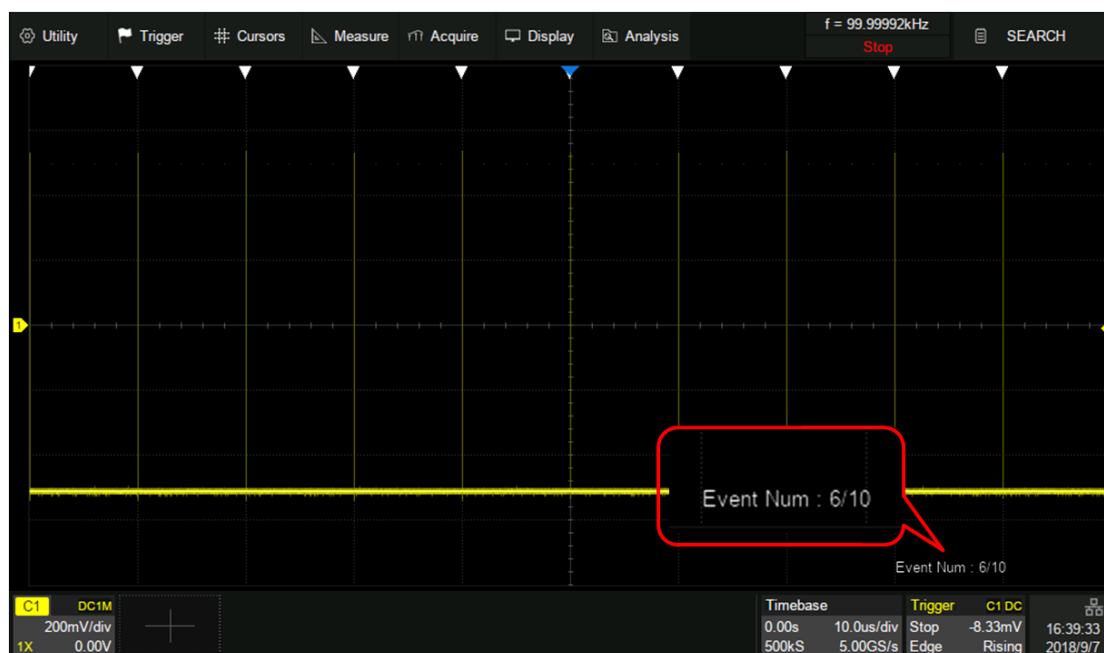 Utility Trigger Cursors Measure Acquire Display Analysis f = 99.99992kHz SEARCH
Stop
1
Event Num : 6/10
Event Num : 6/10
C1 DC1M Timebase Trigger C1 DC
200mV/div 0.00s 10.0us/div Stop -8.33mV 16:39:33
1X 0.00V 500kS 5.00GS/s Edge Rising 2018/9/7